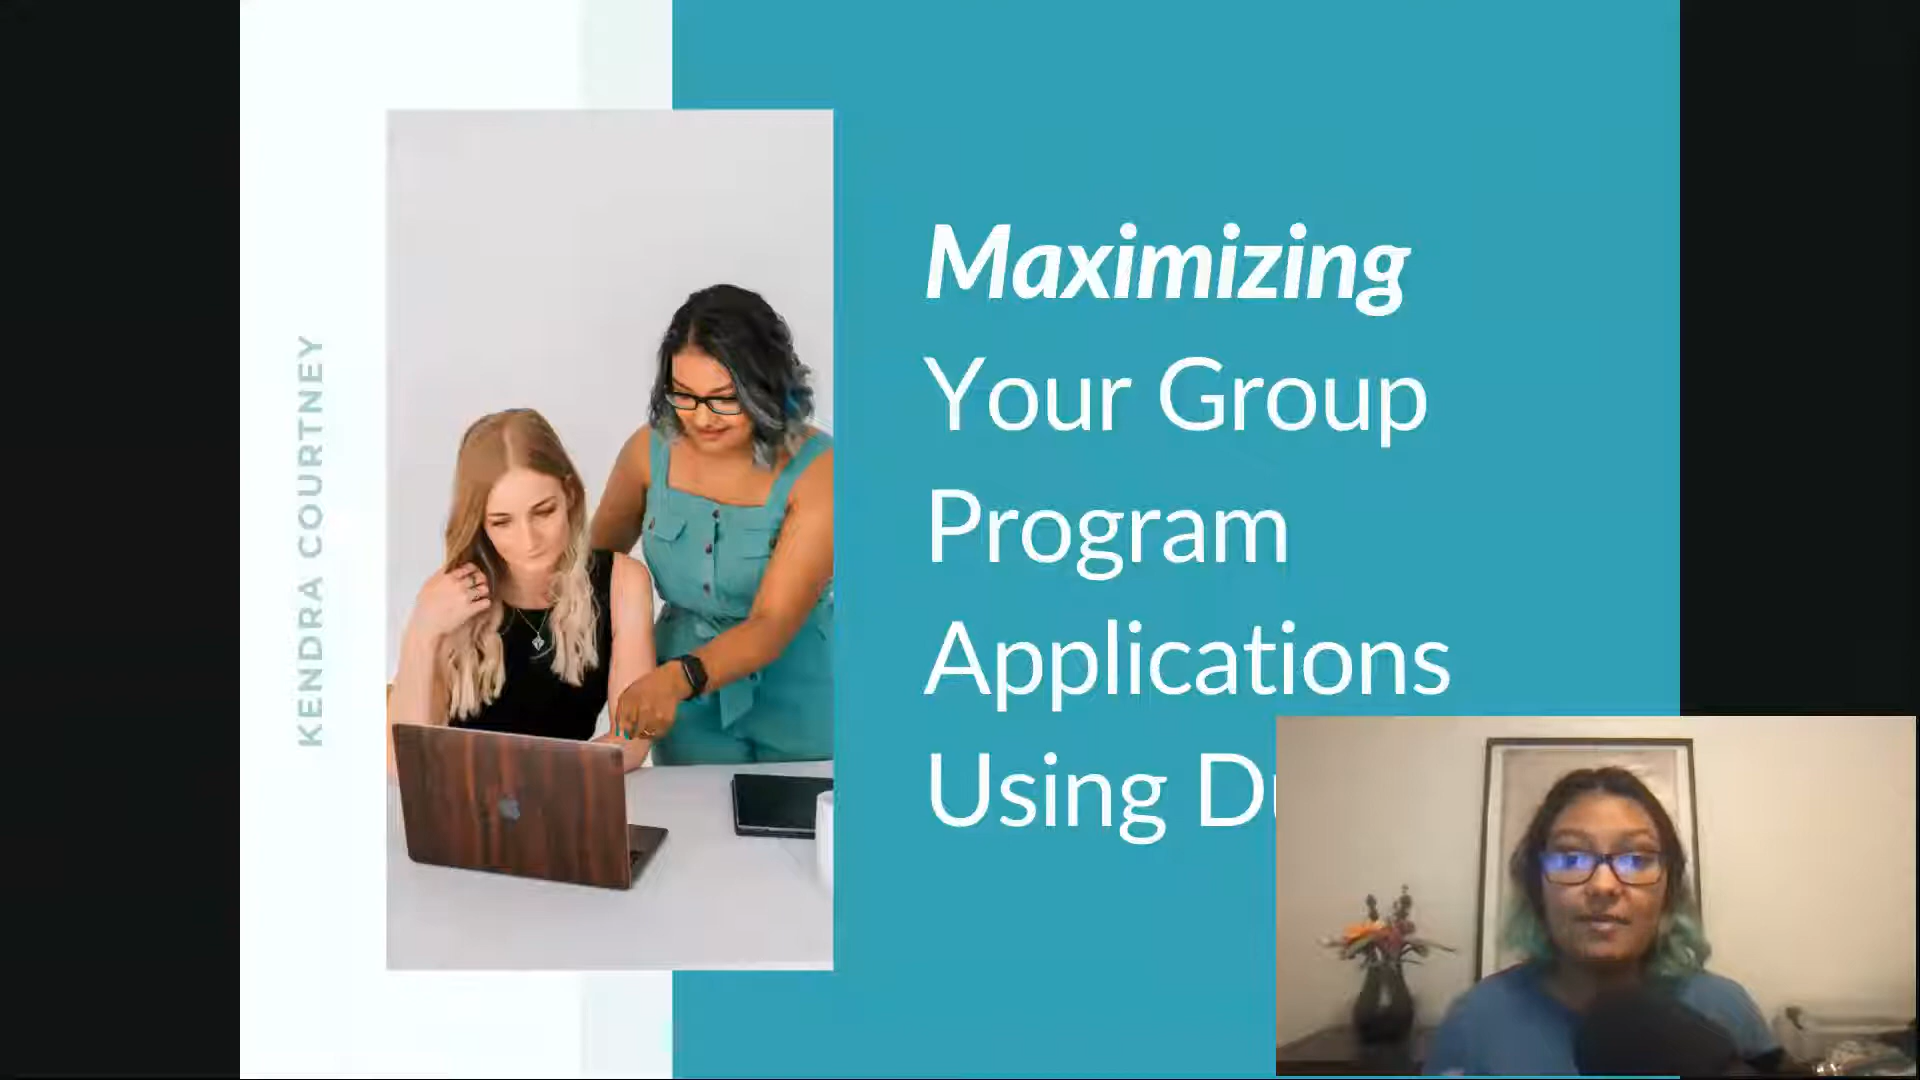 KENDRA COURTNEY
Maximizing
Your Group
Program
Applications
Using